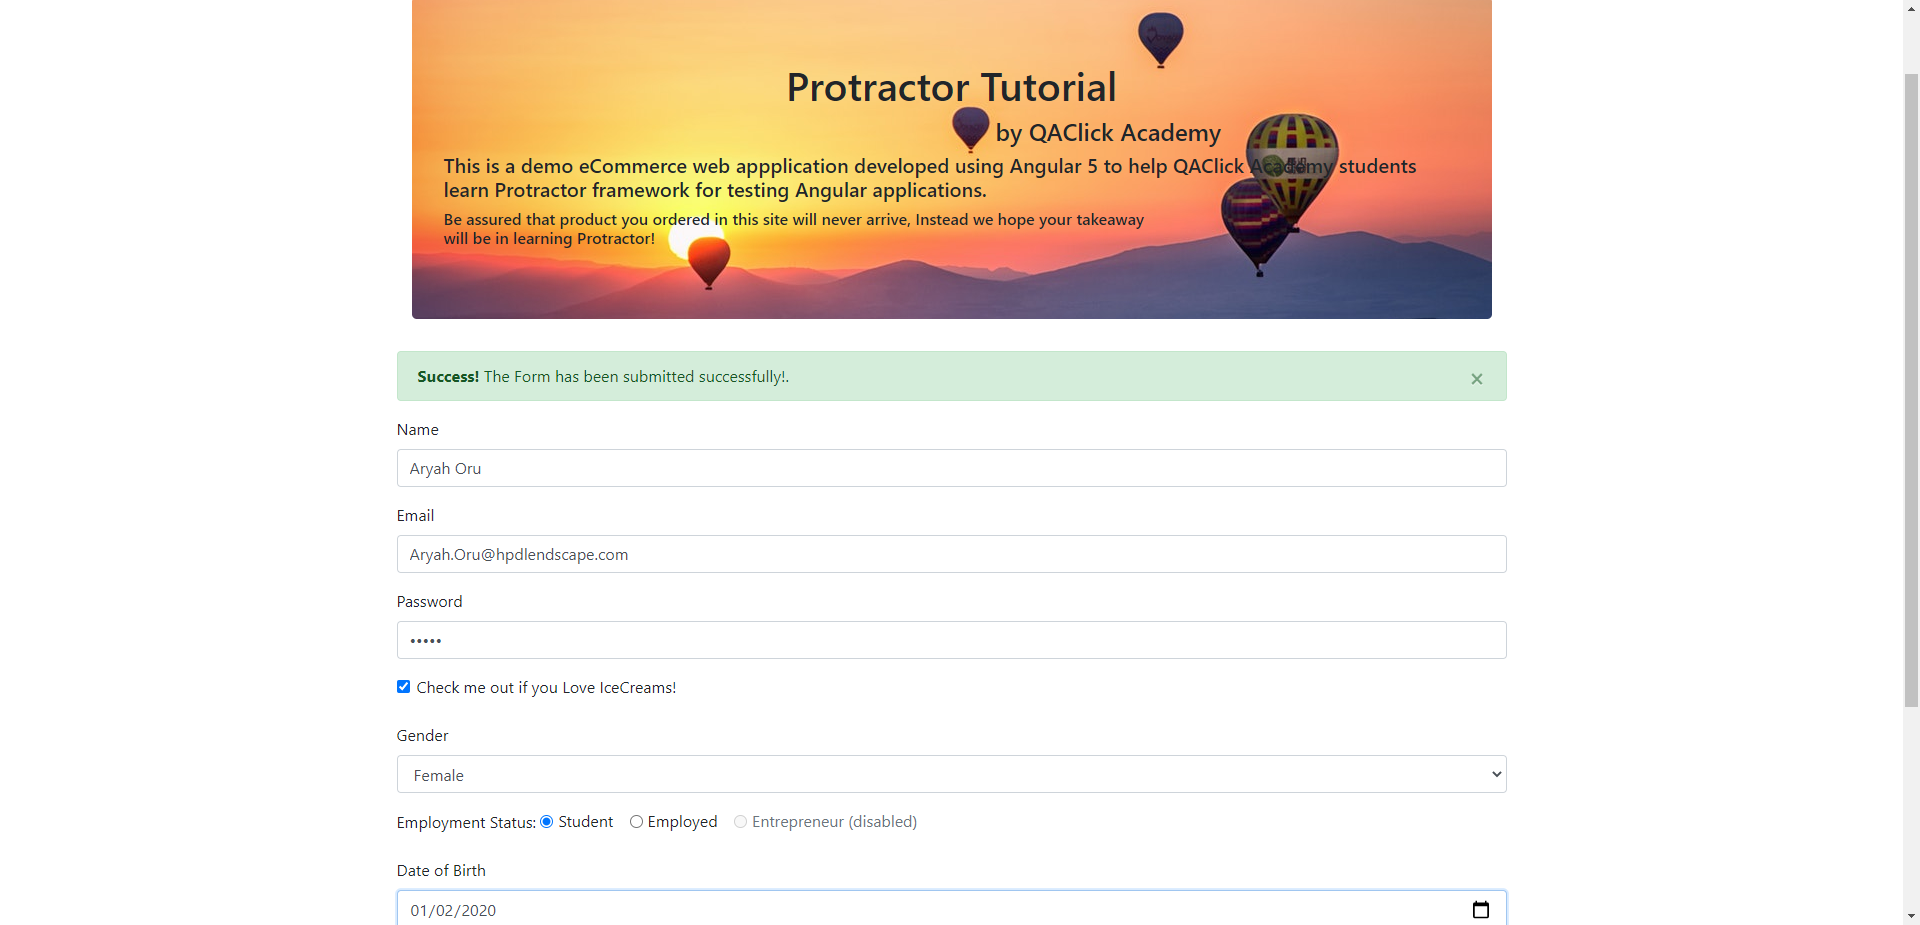 Protractor Tutorial
by QAClick Academy
This is a demo eCommerce web appplication developed using Angular 5 to help QAClick Academy students
learn Protractor framework for testing Angular applications.
Be assured that product you ordered in this site will never arrive, Instead we hope your takeaway
will be in learning Protractor!
Success! The Form has been submitted successfully!.
×
Name
Aryah Oru
Email
Aryah.Oru@hpdlendscape.com
Password
•••••
Check me out if you Love IceCreams!
Gender
Female
Employment Status: Student Employed Entrepreneur (disabled)
Date of Birth
01/02/2020